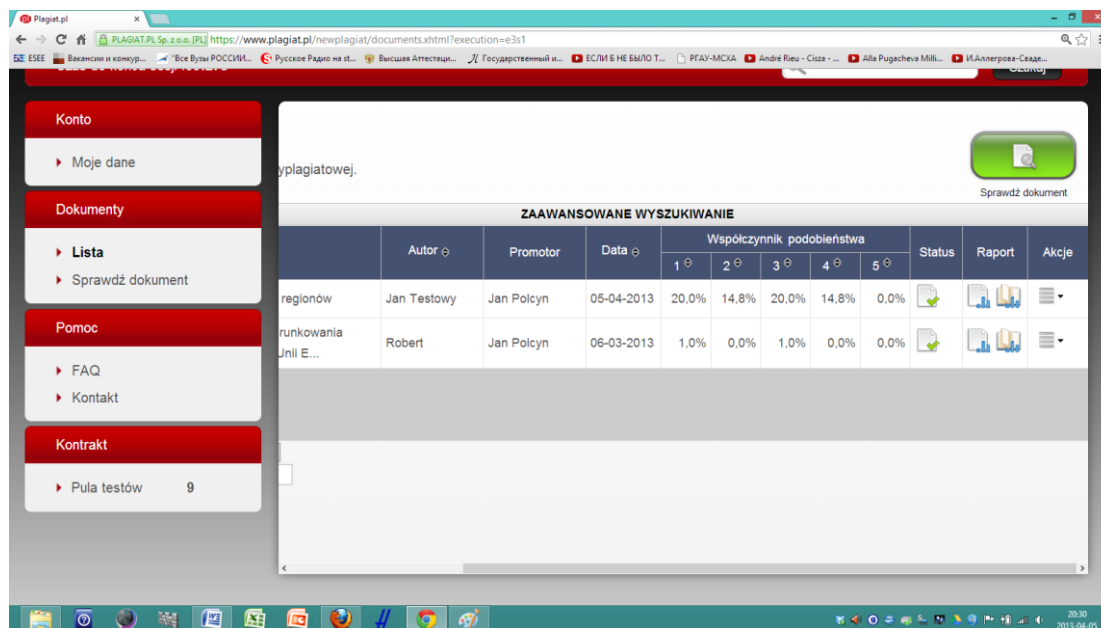 Plagiat.pl
PLAGIAT.PL Sp. z o.o. [PL] https://www.plagiat.pl/newplagiat/documents.xhtml?execution=e3s1
ESEE Вакансии и конкур... "Все Вузы РОССИИ... Русское Радио на st... Высшая Аттестаци... Государственный и... ЕСЛИ Б НЕ БЫЛО Т... РГАУ-МСХА André Rieu - Cisza - ... Alla Pugacheva Milli... И.Аллегрова-Сваде...
Konto
Moje dane
yplagiatowej.
Sprawdź dokument
Dokumenty
ZAAWANSOWANE WYSZUKIWANIE
Lista
Sprawdź dokument
Autor Promotor Data Współczynnik podobieństwa Status Raport Akcje
1 2 3 4 5
regionów Jan Testowy Jan Polcyn 05-04-2013 20,0% 14,8% 20,0% 14,8% 0,0%
runkowania
Unii E... Robert Jan Polcyn 06-03-2013 1,0% 0,0% 1,0% 0,0% 0,0%
Pomoc
FAQ
Kontakt
Kontrakt
Pula testów 9
20:30
2013-04-05